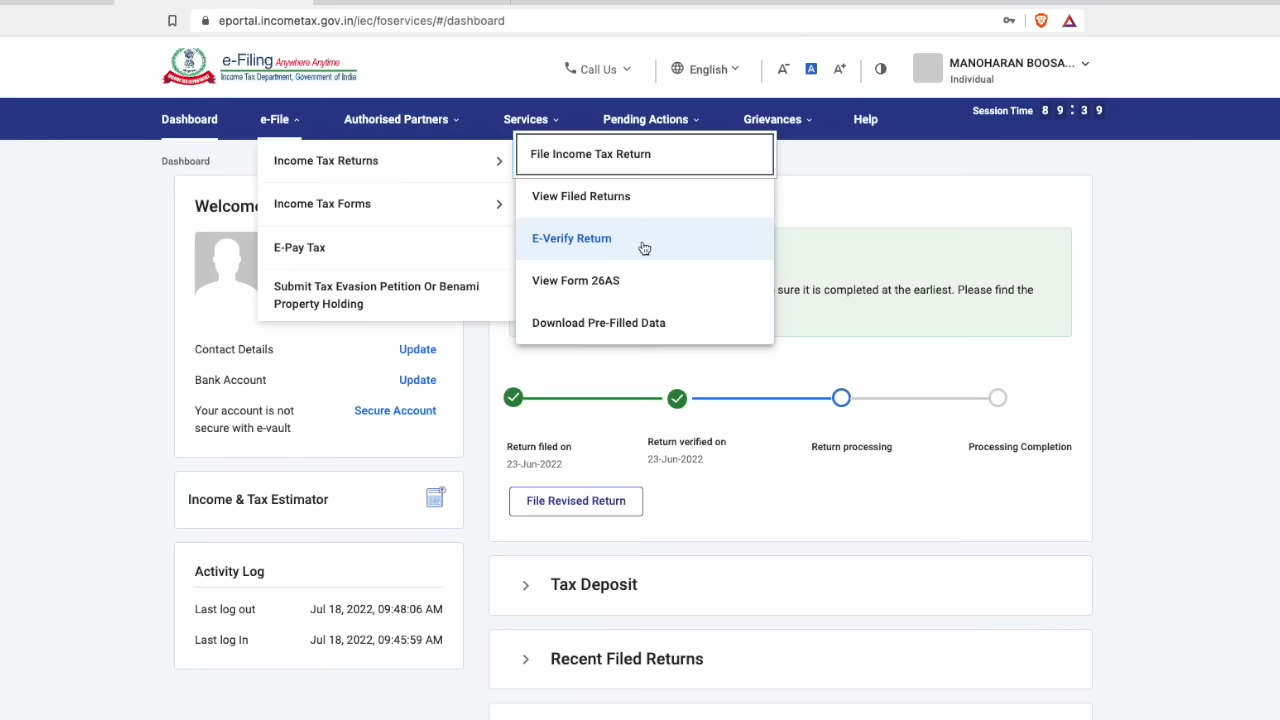 eportal.incometax.gov.in/iec/foservices/#/dashboard
e-Filing Anywhere Anytime
Income Tax Department, Government of India
Call Us
English
A-
A
A+
MANOHARAN BOOSA...
Individual
Dashboard
e-File
Authorised Partners
Services
Pending Actions
Grievances
Help
Session Time 8 9 : 3 9
Dashboard
Income Tax Returns
Income Tax Forms
E-Pay Tax
Submit Tax Evasion Petition Or Benami
Property Holding
File Income Tax Return
View Filed Returns
E-Verify Return
View Form 26AS
Download Pre-Filled Data
Welcome
sure it is completed at the earliest. Please find the
Contact Details Update
Bank Account Update
Your account is not Secure Account
secure with e-vault
Return filed on
23-Jun-2022
Return verified on
23-Jun-2022
Return processing
Processing Completion
File Revised Return
Income & Tax Estimator
Activity Log
Last log out Jul 18, 2022, 09:48:06 AM
Last log In Jul 18, 2022, 09:45:59 AM
Tax Deposit
Recent Filed Returns